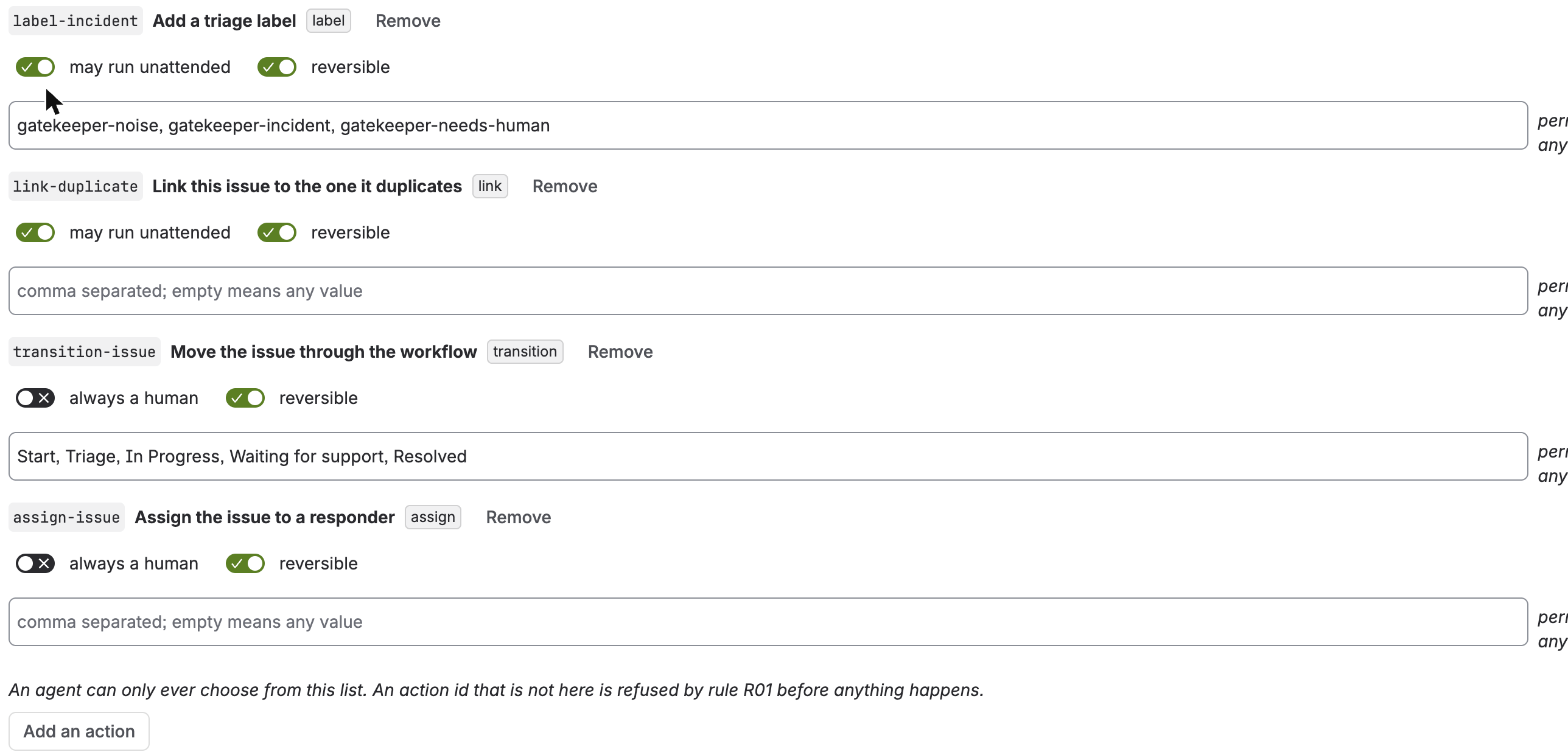 label-incident Add a triage label label Remove
may run unattended reversible
gatekeeper-noise, gatekeeper-incident, gatekeeper-needs-human
any
link-duplicate Link this issue to the one it duplicates link Remove
may run unattended reversible
comma separated; empty means any value
any
transition-issue Move the issue through the workflow transition Remove
always a human reversible
Start, Triage, In Progress, Waiting for support, Resolved
any
assign-issue Assign the issue to a responder assign Remove
always a human reversible
comma separated; empty means any value
any
An agent can only ever choose from this list. An action id that is not here is refused by rule R01 before anything happens.
Add an action